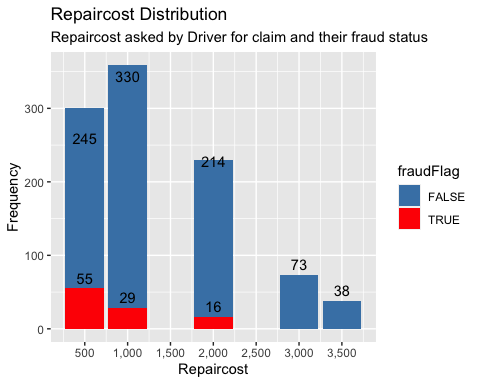 Repaircost Distribution
Repaircost asked by Driver for claim and their fraud status
Frequency
300
200
100
0
330
245
214
55
29
16
73
38
500 1,000 1,500 2,000 2,500 3,000 3,500
Repaircost
fraudFlag
FALSE
TRUE